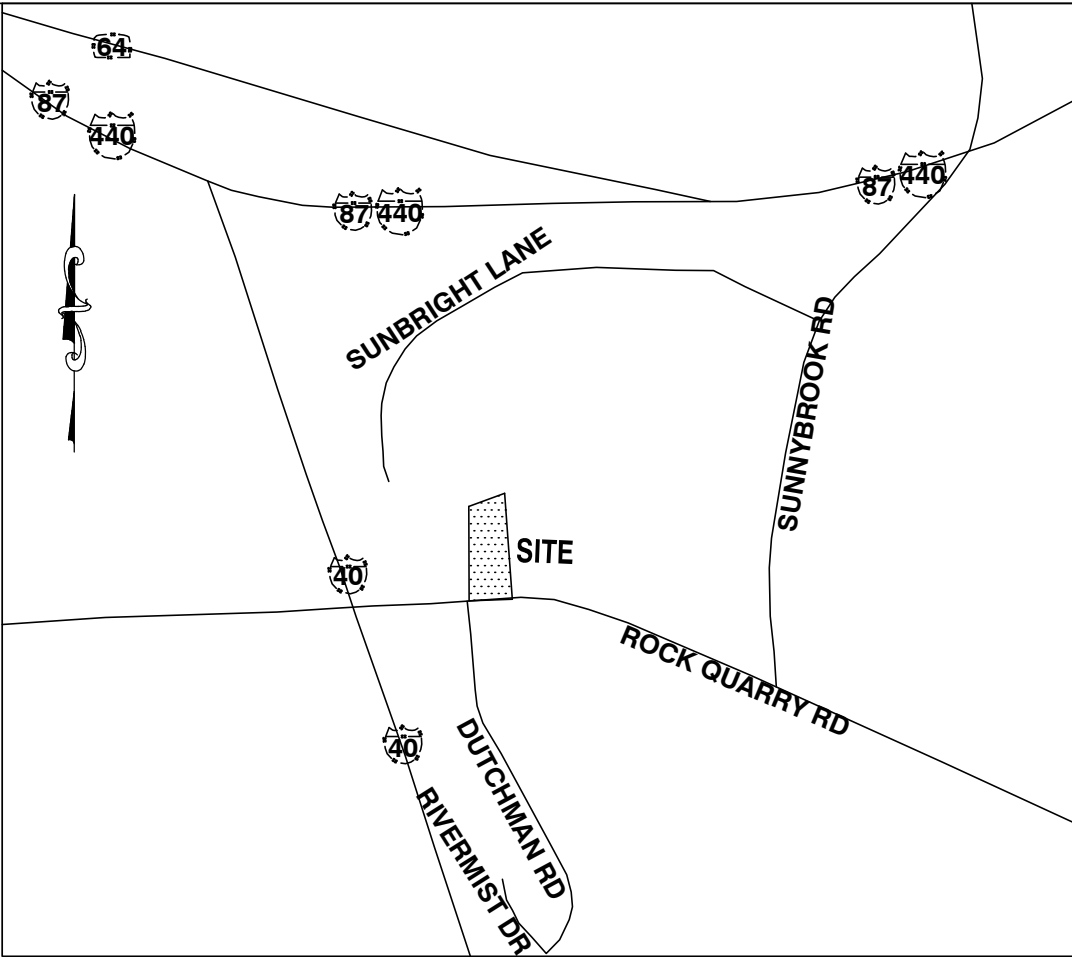 64
87
440
87 440
87 440
SUNBRIGHT LANE
SUNNYBROOK RD
SITE
40
ROCK QUARRY RD
40
DUTCHMAN RD
RIVERMIST DR